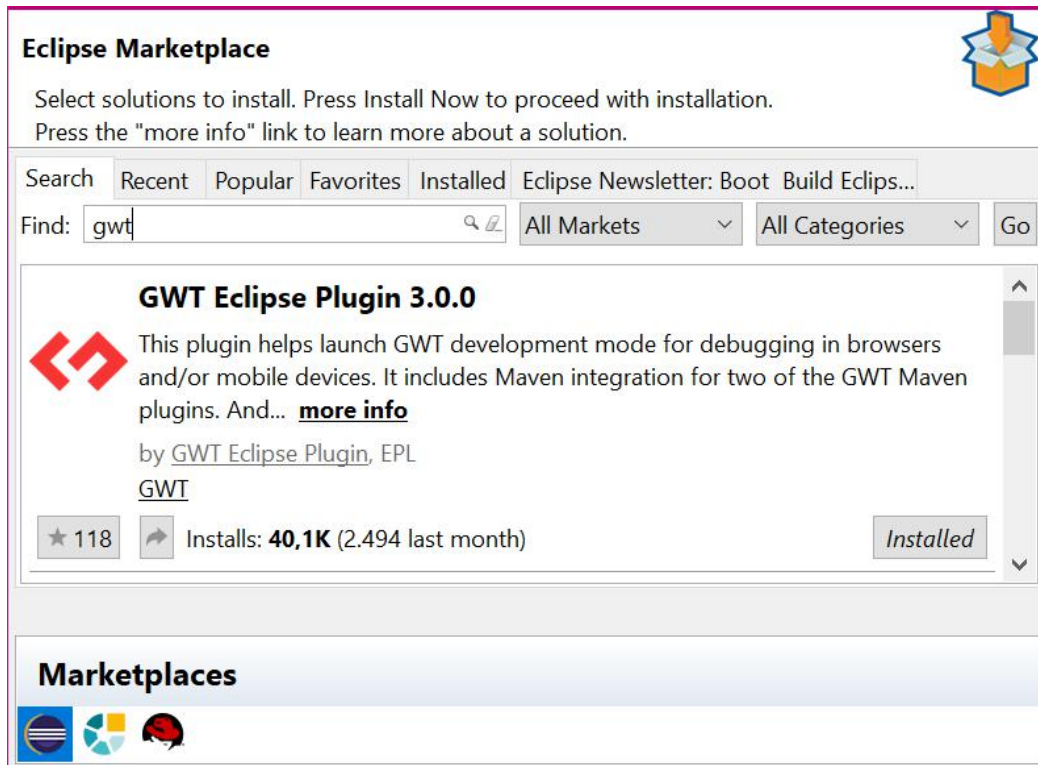 Eclipse Marketplace
Select solutions to install. Press Install Now to proceed with installation.
Press the "more info" link to learn more about a solution.
Search Recent Popular Favorites Installed Eclipse Newsletter: Boot Build Eclips...
Find: gwt All Markets All Categories Go
GWT Eclipse Plugin 3.0.0
This plugin helps launch GWT development mode for debugging in browsers
and/or mobile devices. It includes Maven integration for two of the GWT Maven
plugins. And... more info
by GWT Eclipse Plugin, EPL
GWT
118 Installs: 40,1K (2.494 last month) Installed
Marketplaces